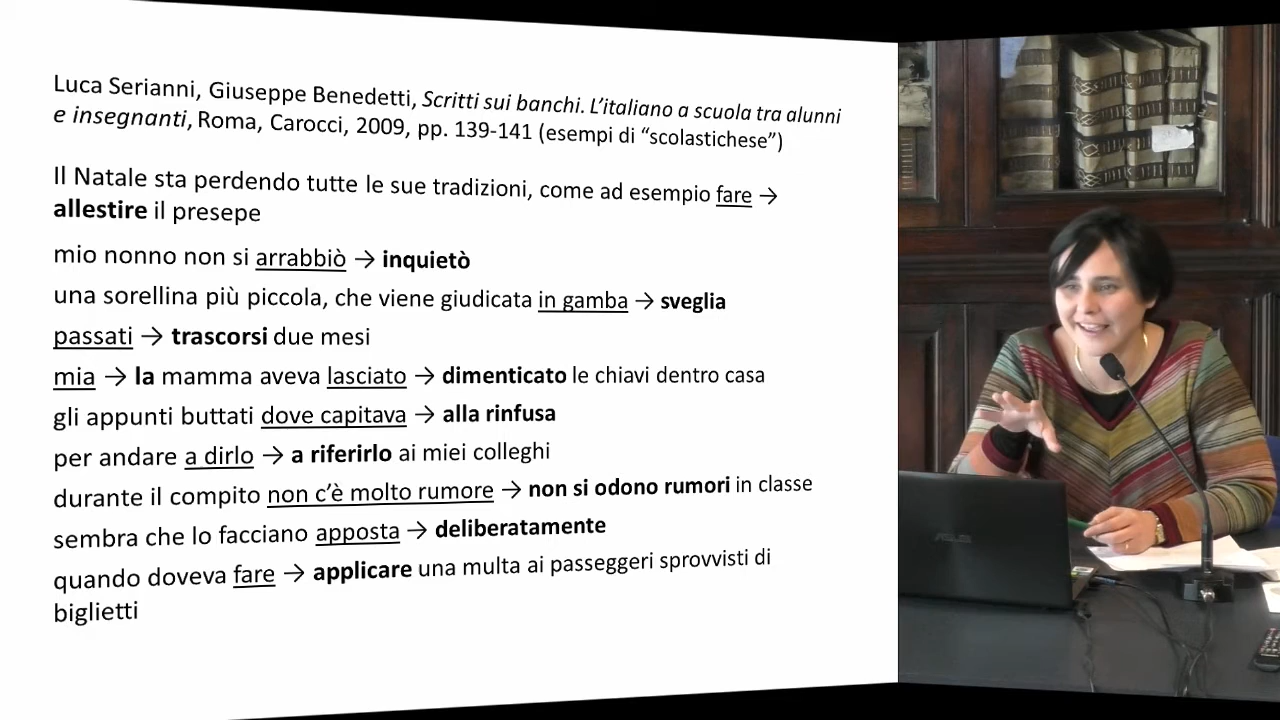 Luca Serianni, Giuseppe Benedetti, Scritti sui banchi. L’italiano a scuola tra alunni
e insegnanti, Roma, Carocci, 2009, pp. 139-141 (esempi di “scolastichese”)
Il Natale sta perdendo tutte le sue tradizioni, come ad esempio fare →
allestire il presepe
mio nonno non si arrabbiò → inquietò
una sorellina più piccola, che viene giudicata in gamba → sveglia
passati → trascorsi due mesi
mia → la mamma aveva lasciato → dimenticato le chiavi dentro casa
gli appunti buttati dove capitava → alla rinfusa
per andare a dirlo → a riferirlo ai miei colleghi
durante il compito non c’è molto rumore → non si odono rumori in classe
sembra che lo facciano apposta → deliberatamente
quando doveva fare → applicare una multa ai passeggeri sprovvisti di
biglietti
ASUS